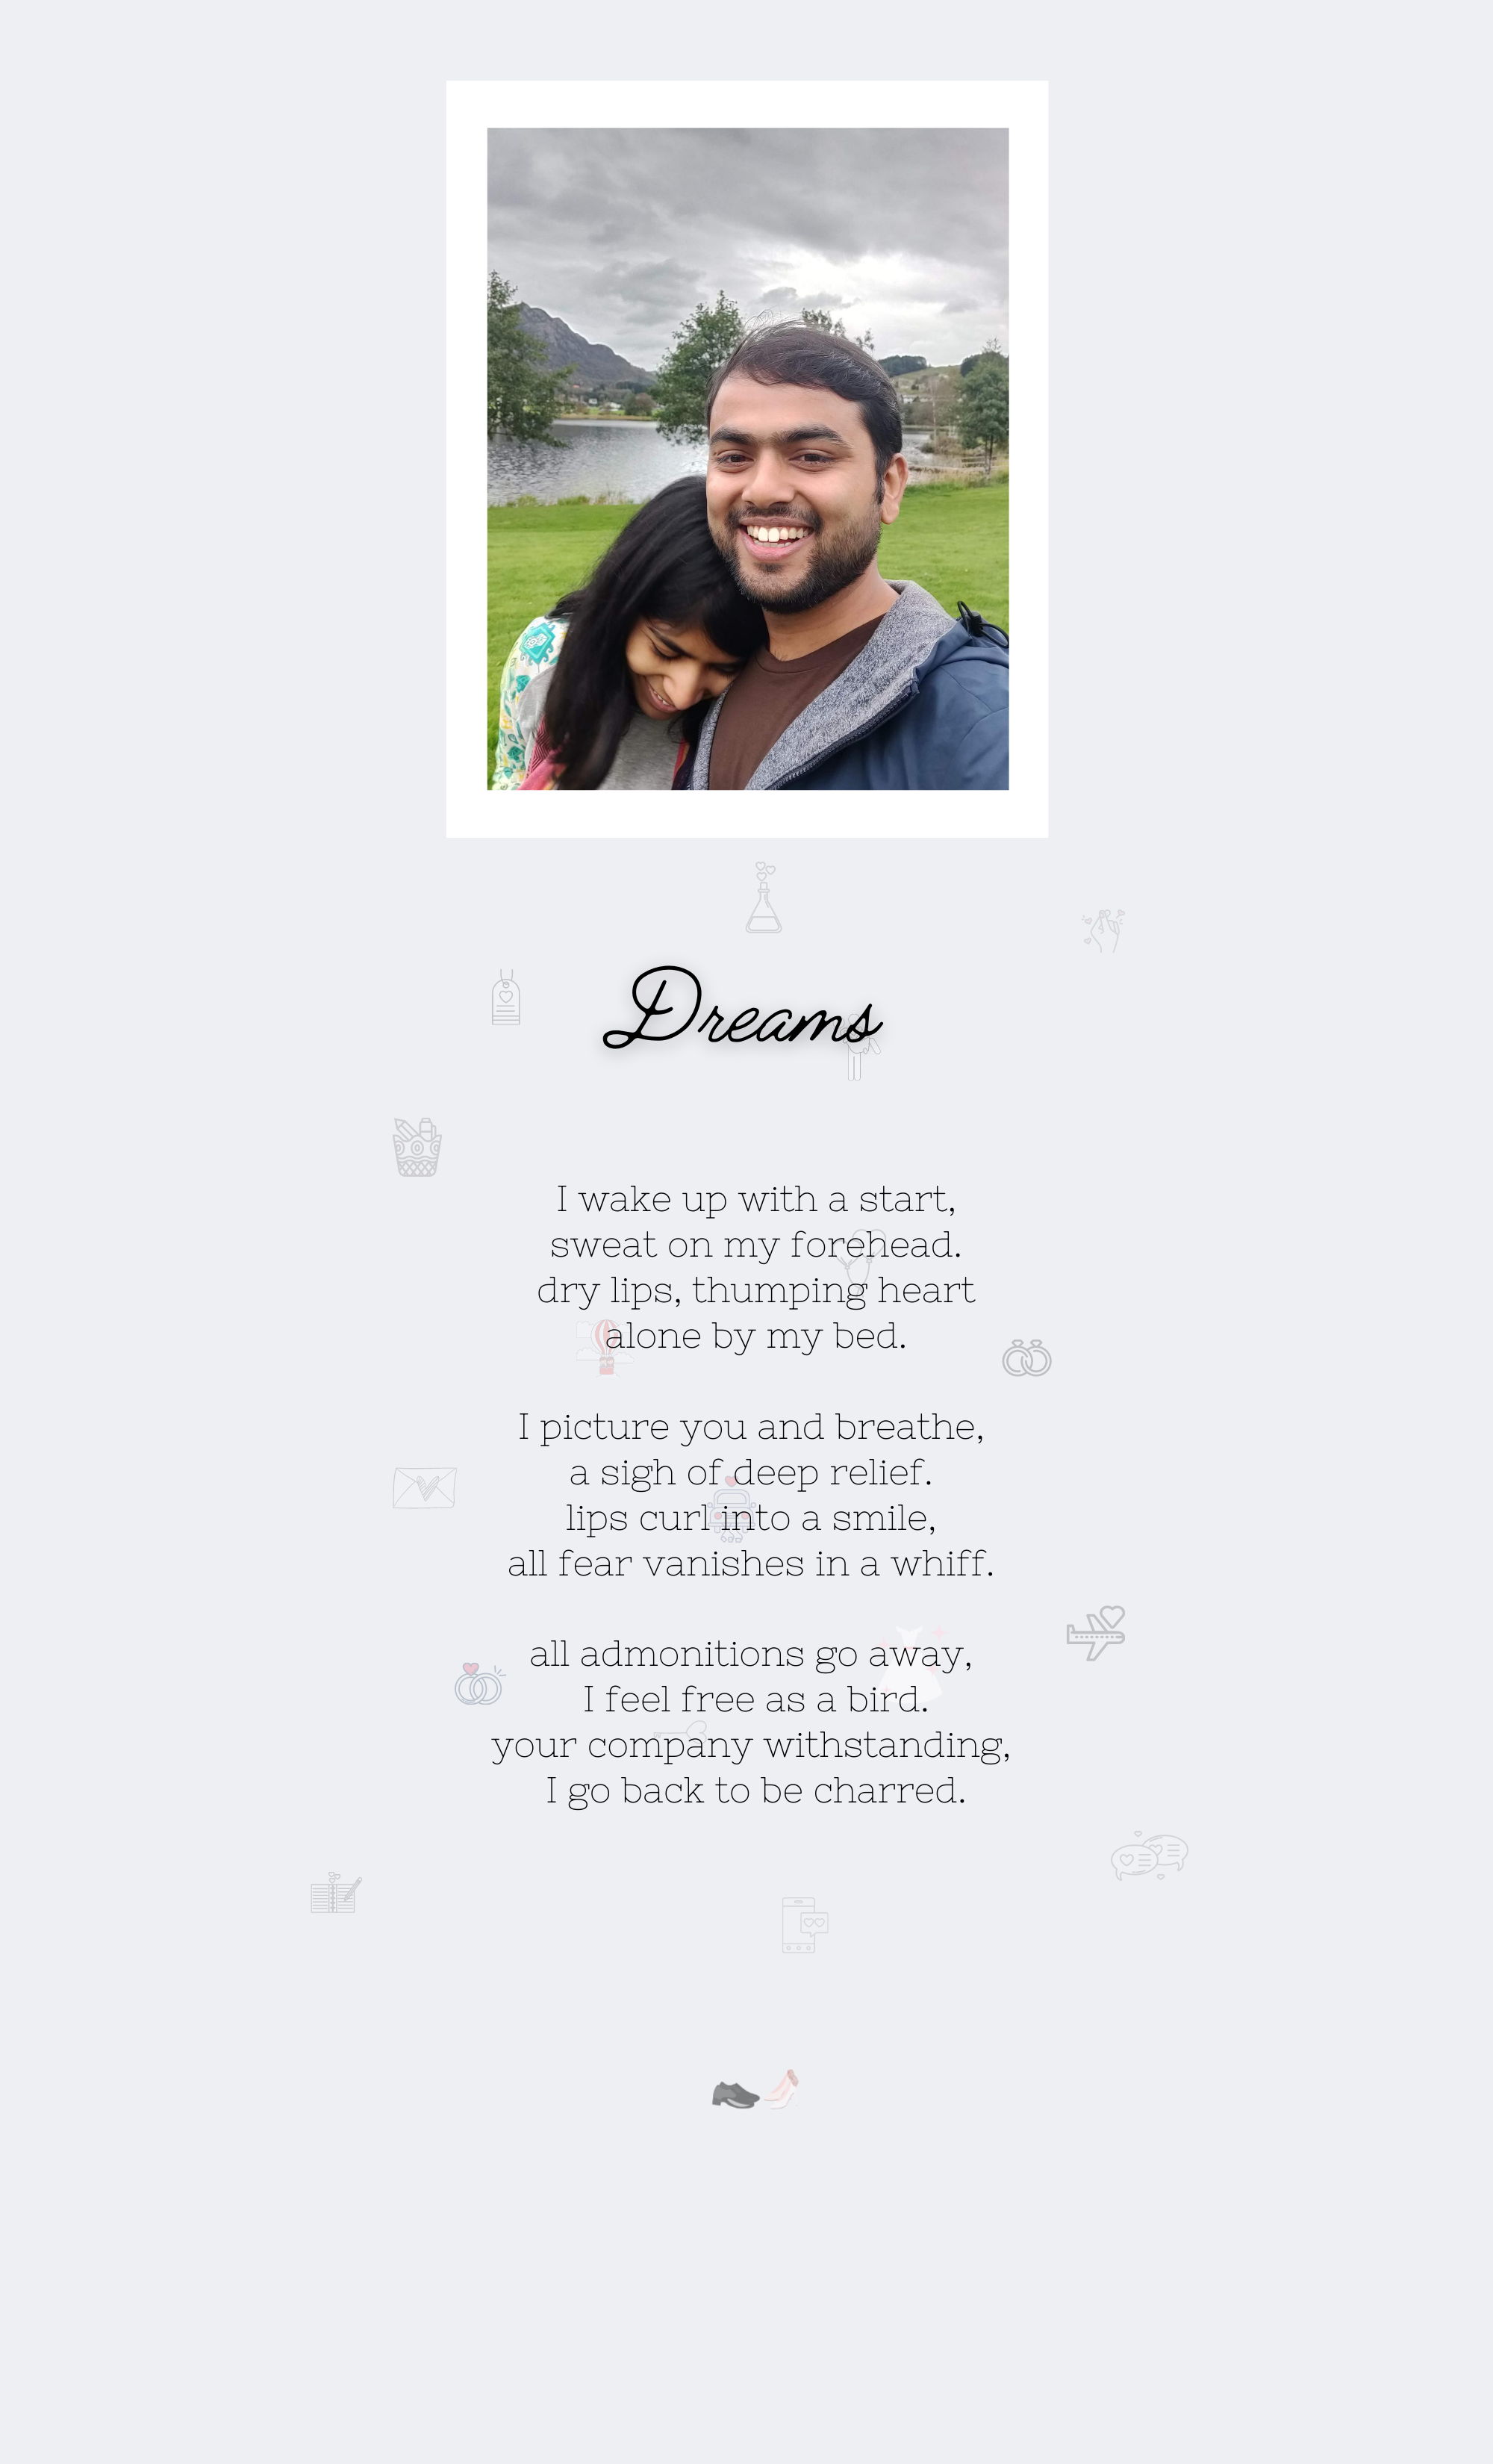 Dreams
I wake up with a start,
sweat on my forehead.
dry lips, thumping heart
alone by my bed.
I picture you and breathe,
a sigh of deep relief.
lips curl into a smile,
all fear vanishes in a whiff.
all admonitions go away,
I feel free as a bird.
your company withstanding,
I go back to be charred.